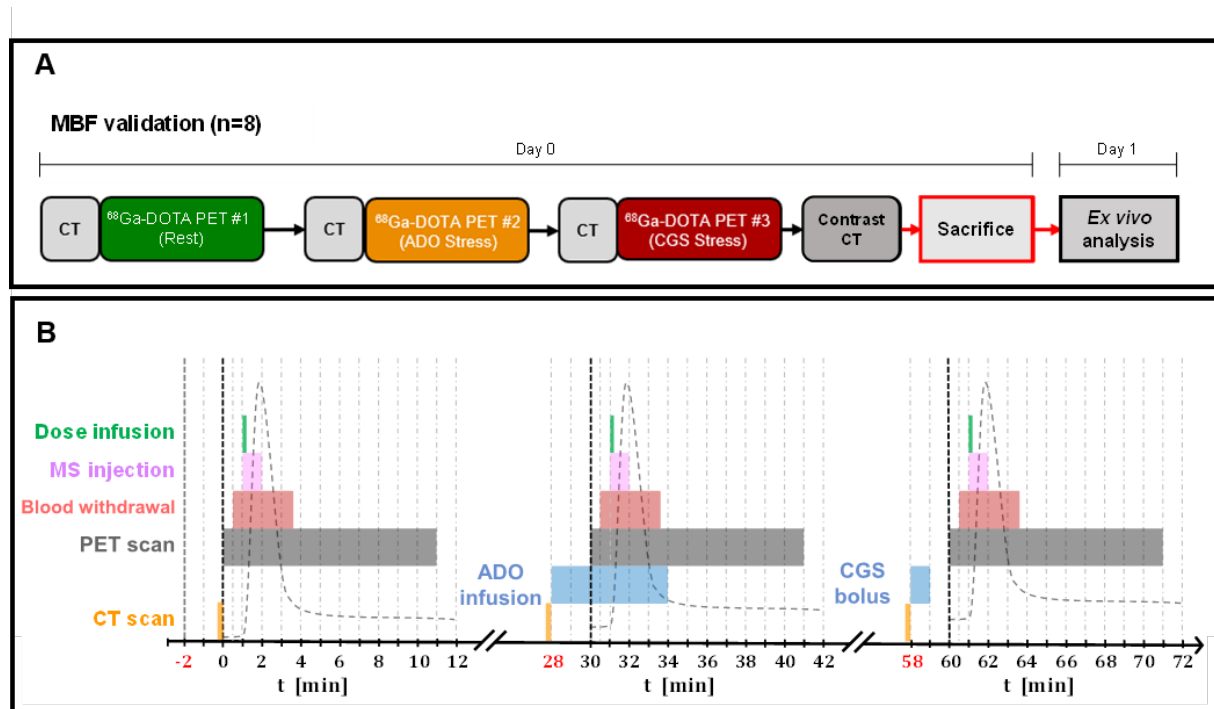 A
MBF validation (n=8)
Day 0
Day 1
CT
⁶⁸Ga-DOTA PET #1
(Rest)
CT
⁶⁸Ga-DOTA PET #2
(ADO Stress)
CT
⁶⁸Ga-DOTA PET #3
(CGS Stress)
Contrast
CT
Sacrifice
Ex vivo
analysis
B
Dose infusion
MS injection
Blood withdrawal
PET scan
ADO
infusion
CGS
bolus
CT scan
-2 0 2 4 6 8 10 12 28 30 32 34 36 38 40 42 58 60 62 64 66 68 70 72
t [min] t [min] t [min]